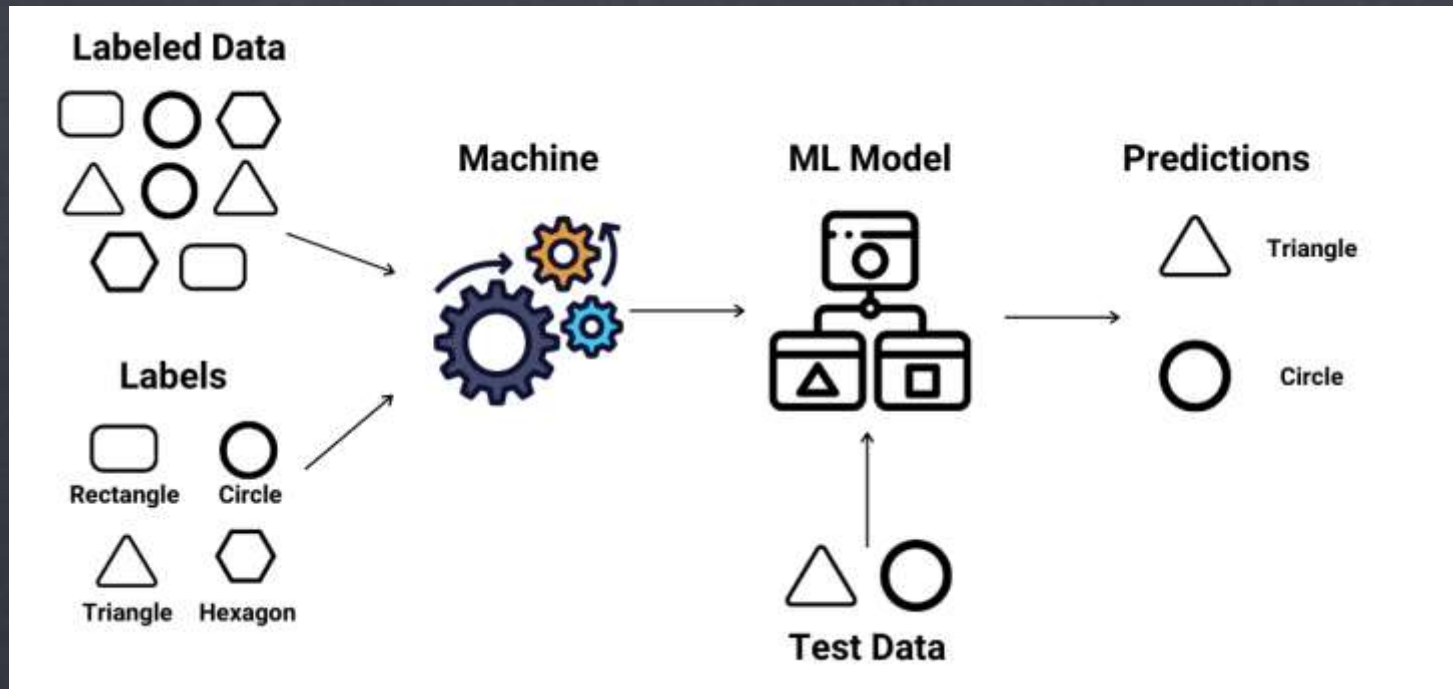 Labeled Data
Machine
ML Model
Predictions
Triangle
Circle
Labels
Rectangle
Circle
Triangle
Hexagon
Test Data